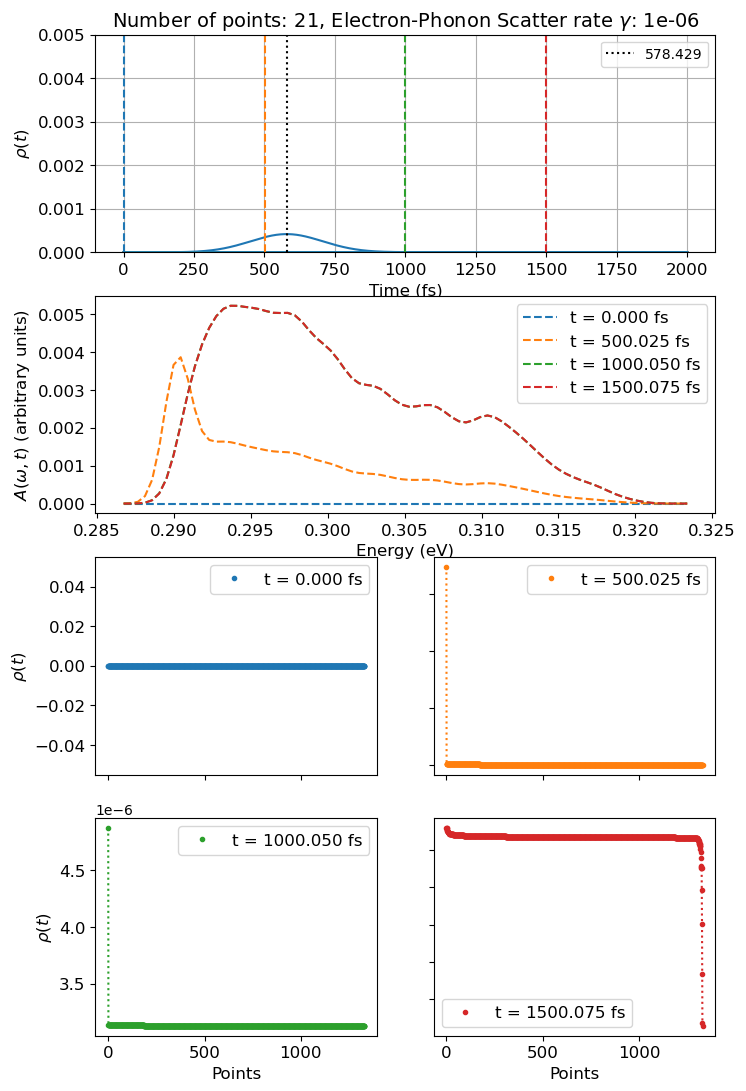 Number of points: 21, Electron-Phonon Scatter rate γ: 1e-06
0.005
0.004
0.003
0.002
0.001
0.000
ρ(t)
578.429
0 250 500 750 1000 1250 1500 1750 2000
Time (fs)
0.005
0.004
0.003
0.002
0.001
0.000
A(ω, t) (arbitrary units)
t = 0.000 fs
t = 500.025 fs
t = 1000.050 fs
t = 1500.075 fs
0.285 0.290 0.295 0.300 0.305 0.310 0.315 0.320 0.325
Energy (eV)
0.04
0.02
0.00
−0.02
−0.04
ρ(t)
t = 0.000 fs
t = 500.025 fs
1e−6
4.5
4.0
3.5
ρ(t)
t = 1000.050 fs
0 500 1000
Points
t = 1500.075 fs
0 500 1000
Points